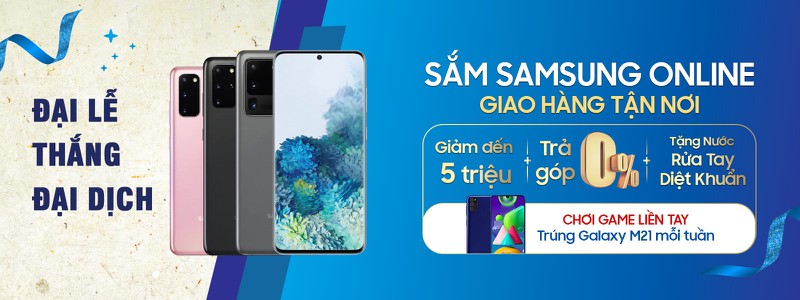 ĐẠI LỄ
THẮNG
ĐẠI DỊCH
SẮM SAMSUNG ONLINE
GIAO HÀNG TẬN NƠI
Giảm đến
5 triệu
+
Trả
góp
0%
+
Tặng Nước
Rửa Tay
Diệt Khuẩn
CHƠI GAME LIỀN TAY
Trúng Galaxy M21 mỗi tuần